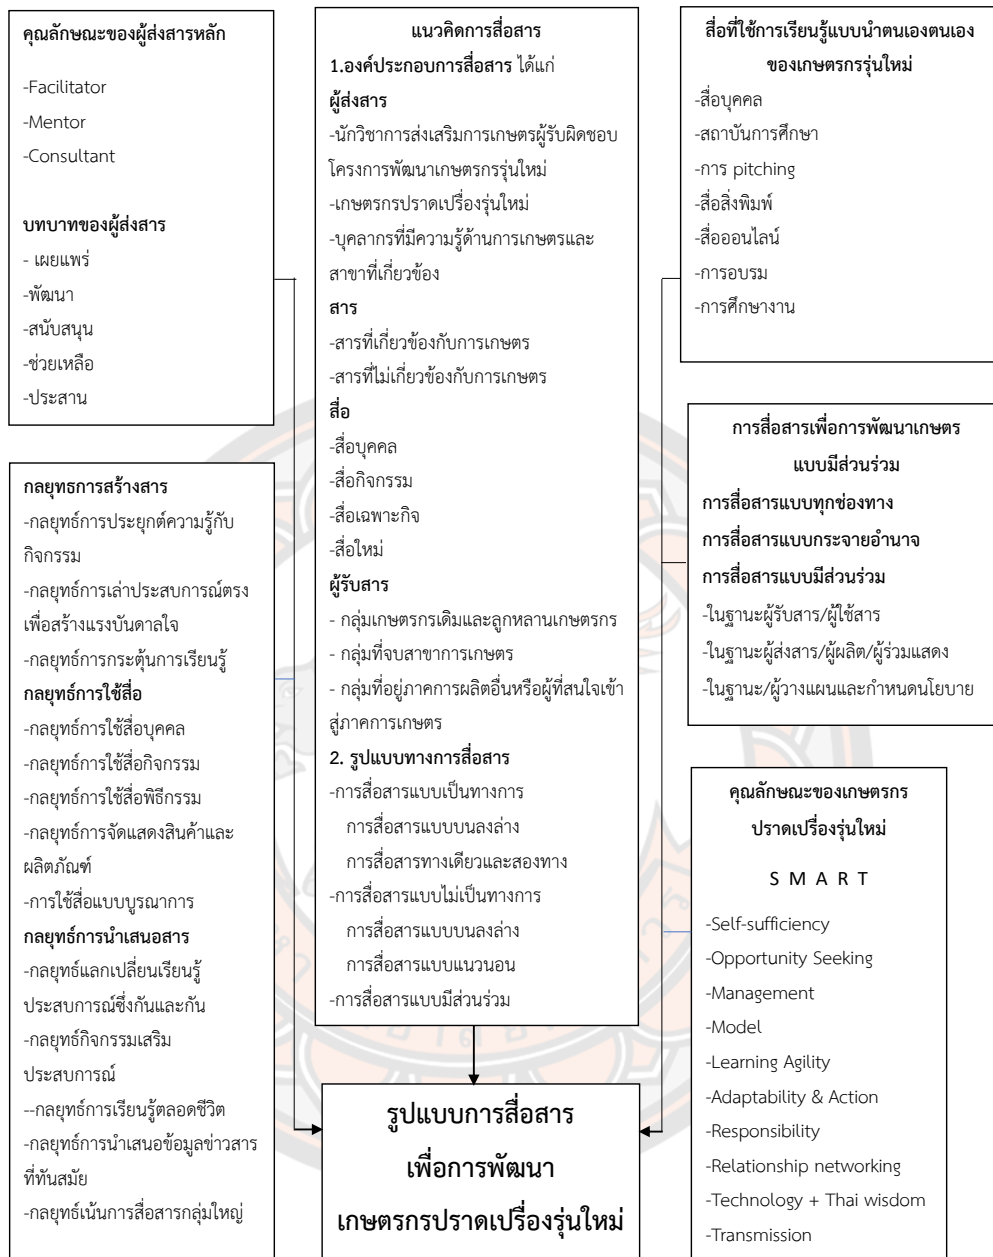 คุณลักษณะของผู้ส่งสารหลัก
-Facilitator
-Mentor
-Consultant
บทบาทของผู้ส่งสาร
- เผยแพร่
-พัฒนา
-สนับสนุน
-ช่วยเหลือ
-ประสาน
กลยุทธการสร้างสาร
-กลยุทธ์การประยุกต์ความรู้กับ
กิจกรรม
-กลยุทธ์การเล่าประสบการณ์ตรง
เพื่อสร้างแรงบันดาลใจ
-กลยุทธ์การกระตุ้นการเรียนรู้
กลยุทธ์การใช้สื่อ
-กลยุทธ์การใช้สื่อบุคคล
-กลยุทธ์การใช้สื่อกิจกรรม
-กลยุทธ์การใช้สื่อพิธีกรรม
-กลยุทธ์การจัดแสดงสินค้าและ
ผลิตภัณฑ์
-การใช้สื่อแบบบูรณาการ
กลยุทธ์การนำเสนอสาร
-กลยุทธ์แลกเปลี่ยนเรียนรู้
ประสบการณ์ซึ่งกันและกัน
-กลยุทธ์กิจกรรมเสริม
ประสบการณ์
--กลยุทธ์การเรียนรู้ตลอดชีวิต
-กลยุทธ์การนำเสนอข้อมูลข่าวสาร
ที่ทันสมัย
-กลยุทธ์เน้นการสื่อสารกลุ่มใหญ่
แนวคิดการสื่อสาร
1.องค์ประกอบการสื่อสาร ได้แก่
ผู้ส่งสาร
-นักวิชาการส่งเสริมการเกษตรผู้รับผิดชอบ
โครงการพัฒนาเกษตรกรรุ่นใหม่
-เกษตรกรปราดเปรื่องรุ่นใหม่
-บุคลากรที่มีความรู้ด้านการเกษตรและ
สาขาที่เกี่ยวข้อง
สาร
-สารที่เกี่ยวข้องกับการเกษตร
-สารที่ไม่เกี่ยวข้องกับการเกษตร
สื่อ
-สื่อบุคคล
-สื่อกิจกรรม
-สื่อเฉพาะกิจ
-สื่อใหม่
ผู้รับสาร
- กลุ่มเกษตรกรเดิมและลูกหลานเกษตรกร
- กลุ่มที่จบสาขาการเกษตร
- กลุ่มที่อยู่ภาคการผลิตอื่นหรือผู้ที่สนใจเข้า
สู่ภาคการเกษตร
2. รูปแบบทางการสื่อสาร
-การสื่อสารแบบเป็นทางการ
การสื่อสารแบบบนลงล่าง
การสื่อสารทางเดียวและสองทาง
-การสื่อสารแบบไม่เป็นทางการ
การสื่อสารแบบบนลงล่าง
การสื่อสารแบบแนวนอน
-การสื่อสารแบบมีส่วนร่วม
รูปแบบการสื่อสาร
เพื่อการพัฒนา
เกษตรกรปราดเปรื่องรุ่นใหม่
สื่อที่ใช้การเรียนรู้แบบนำตนเองตนเอง
ของเกษตรกรรุ่นใหม่
-สื่อบุคคล
-สถาบันการศึกษา
-การ pitching
-สื่อสิ่งพิมพ์
-สื่อออนไลน์
-การอบรม
-การศึกษางาน
การสื่อสารเพื่อการพัฒนาเกษตร
แบบมีส่วนร่วม
การสื่อสารแบบทุกช่องทาง
การสื่อสารแบบกระจายอำนาจ
การสื่อสารแบบมีส่วนร่วม
-ในฐานะผู้รับสาร/ผู้ใช้สาร
-ในฐานะผู้ส่งสาร/ผู้ผลิต/ผู้ร่วมแสดง
-ในฐานะ/ผู้วางแผนและกำหนดนโยบาย
คุณลักษณะของเกษตรกร
ปราดเปรื่องรุ่นใหม่
S M A R T
-Self-sufficiency
-Opportunity Seeking
-Management
-Model
-Learning Agility
-Adaptability & Action
-Responsibility
-Relationship networking
-Technology + Thai wisdom
-Transmission